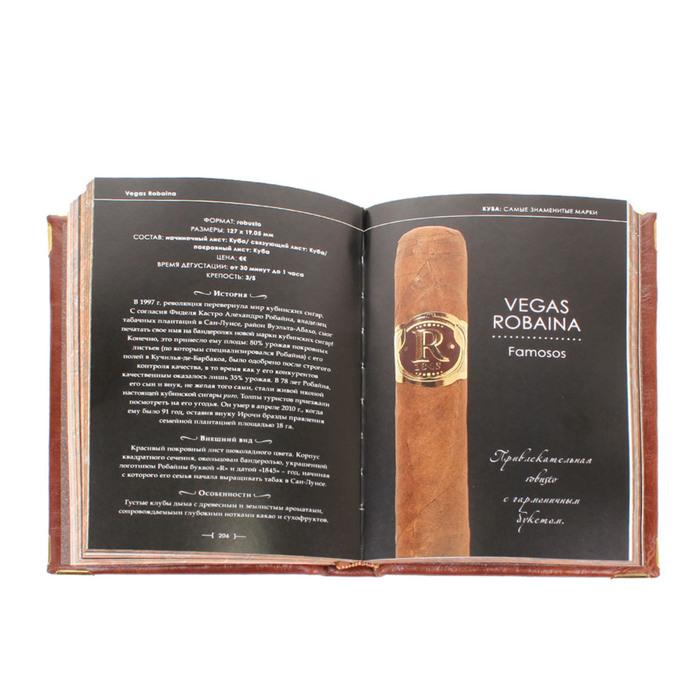 Vegas Robaina
ФОРМАТ: robusto
РАЗМЕРЫ: 127 x 19.05 мм
СОСТАВ: начиночный лист: Куба/ связующий лист: Куба/
покровный лист: Куба
ЦЕНА: €€
ВРЕМЯ ДЕГУСТАЦИИ: от 30 минут до 1 часа
КРЕПОСТЬ: 3/5
История
В 1997 г. революция перевернула мир кубинских сигар.
С согласия Фиделя Кастро Алехандро Робайна, владелец
табачных плантаций в Сан-Луисе, район Вуэльта-Абахо, смог
печатать свое имя на бандеролях новой марки кубинских сигар!
Конечно, это принесло ему плоды: 80% урожая покровных
листьев (по которым специализировался Робайна) с его
полей в Кучилья-де-Барбакоа, было отобрано после строгого
контроля качества, в то время как у его конкурентов
качественным оказалось лишь 35% урожая. В 78 лет Робайна,
его сын и внук, не желая того сами, стали живой иконой
настоящей кубинской сигары puro. Толпы туристов приезжали
посмотреть на его угодья. Он умер в апреле 2010 г., когда
ему было 91 год, оставив внуку Ирочи бразды правления
семейной плантацией площадью 18 га.
Внешний вид
Красивый покровный лист шоколадного цвета. Корпус
квадратного сечения, окольцован бандеролью, украшенной
логотипом Робайны буквой «R» и датой «1845» – год, начиная
с которого его семья начала выращивать табак в Сан-Луисе.
Особенности
Густые клубы дыма с древесным и землистым ароматами,
сопровождаемыми глубокими нотками какао и сухофруктов.
206
КУБА: САМЫЕ ЗНАМЕНИТЫЕ МАРКИ
R
1845
VEGAS
ROBAINA
Famosos
Привлекательная
robusto
с гармоничным
букетом.